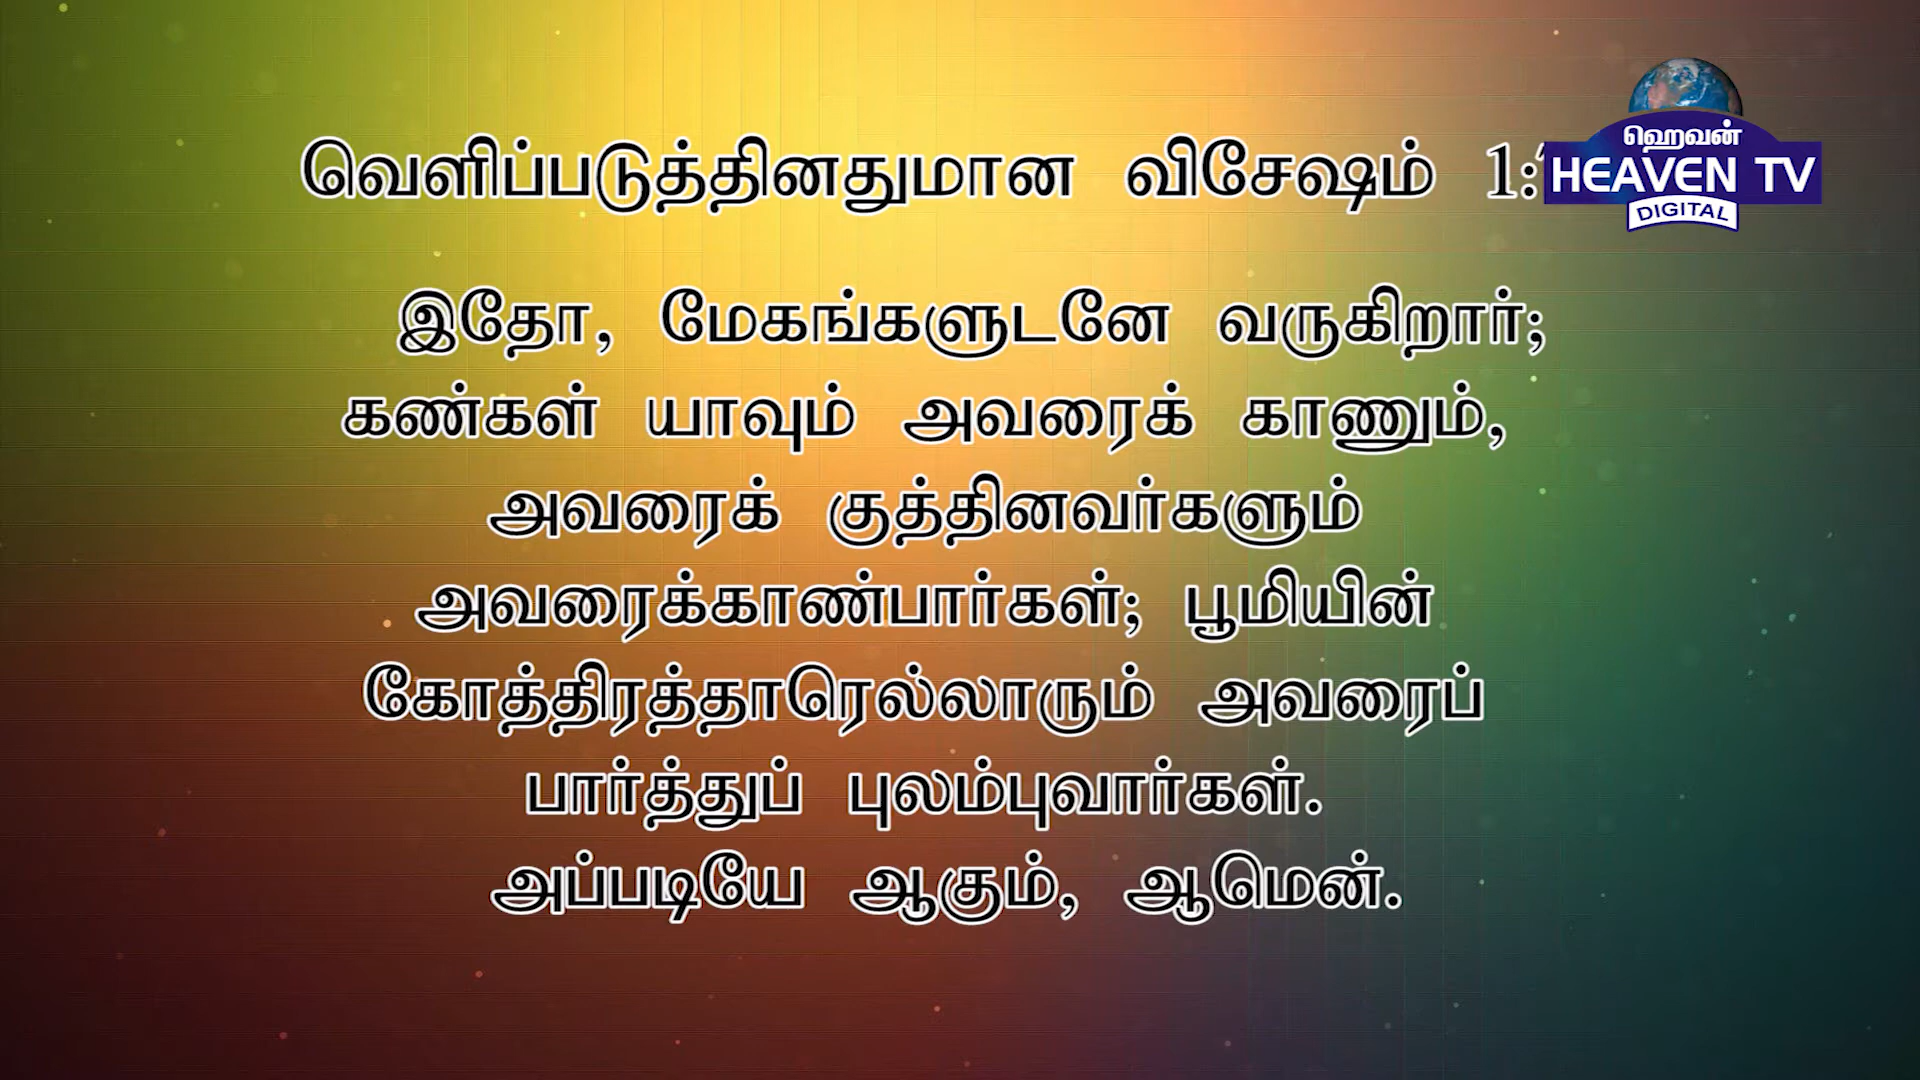 வெளிப்படுத்தினதுமான விசேஷம் 1:
ஹெவன்
HEAVEN TV
DIGITAL
இதோ, மேகங்களுடனே வருகிறார்;
கண்கள் யாவும் அவரைக் காணும்,
அவரைக் குத்தினவர்களும்
அவரைக்காண்பார்கள்; பூமியின்
கோத்திரத்தாரெல்லாரும் அவரைப்
பார்த்துப் புலம்புவார்கள்.
அப்படியே ஆகும், ஆமென்.